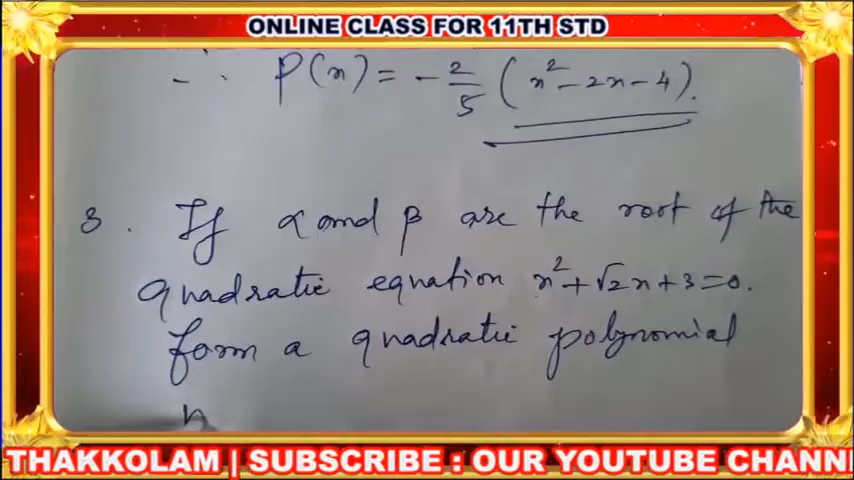 ONLINE CLASS FOR 11TH STD
∴ P(x) = -2/5 (x² - 2x - 4).
3. If α and β are the root of the
quadratic equation x² + √2x + 3 = 0.
form a quadratic polynomial
THAKKOLAM | SUBSCRIBE : OUR YOUTUBE CHANN